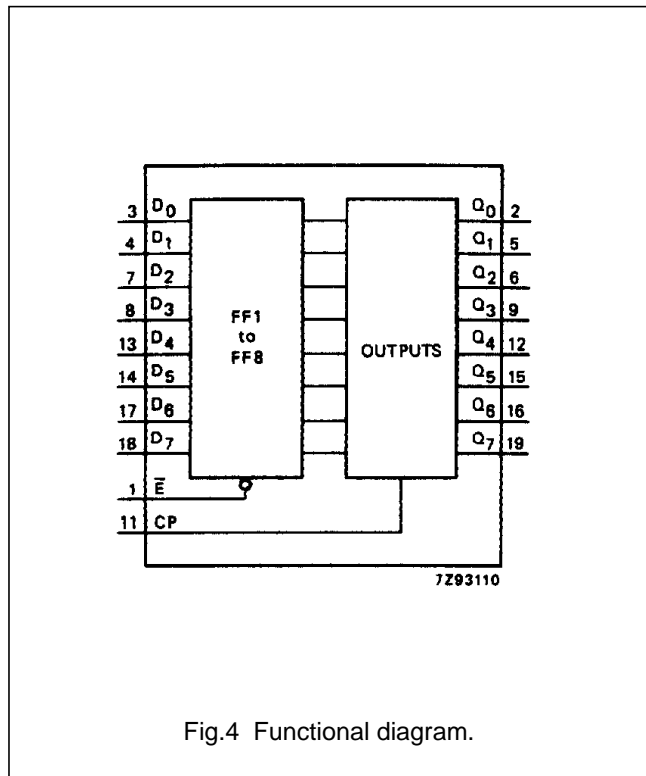 3 D0 Q0 2
4 D1 Q1 5
7 D2 Q2 6
8 D3 Q3 9
13 D4 Q4 12
14 D5 Q5 15
17 D6 Q6 16
18 D7 Q7 19
FF1
to
FF8
OUTPUTS
1 E̅
11 CP
7Z93110
Fig.4 Functional diagram.